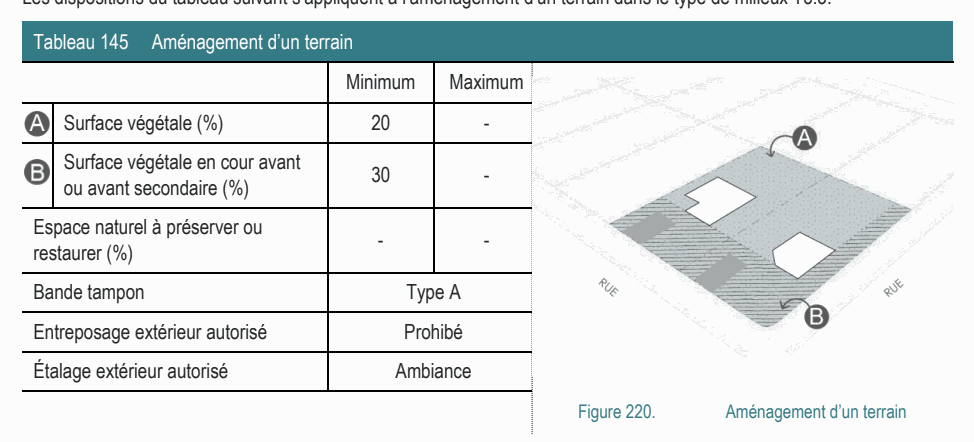 Les dispositions du tableau suivant s'appliquent à l'aménagement d'un terrain dans le type de milieux
Tableau 145 Aménagement d'un terrain
Minimum Maximum
A Surface végétale (%) 20 -
B Surface végétale en cour avant
ou avant secondaire (%) 30 -
Espace naturel à préserver ou
restaurer (%) - -
Bande tampon Type A
Entreposage extérieur autorisé Prohibé
Étalage extérieur autorisé Ambiance
A
RUE
RUE
B
Figure 220. Aménagement d'un terrain